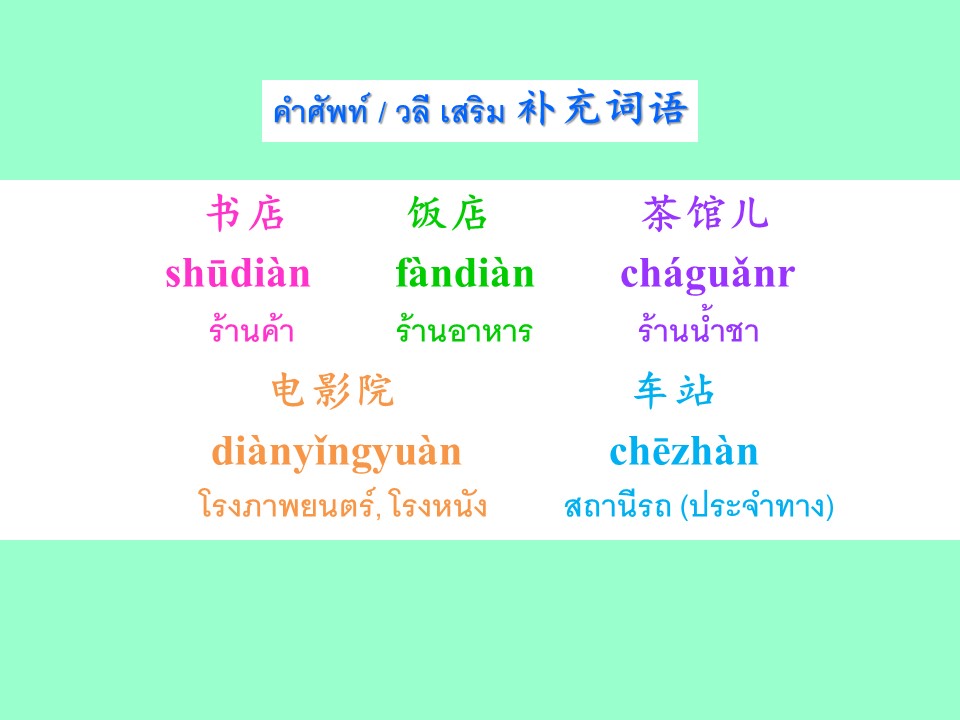 คำศัพท์ / วลี เสริม 补充词语
书店 饭店 茶馆儿
shūdiàn fàndiàn cháguǎnr
ร้านค้า ร้านอาหาร ร้านน้ำชา
电影院 车站
diànyǐngyuàn chēzhàn
โรงภาพยนตร์, โรงหนัง สถานีรถ (ประจำทาง)